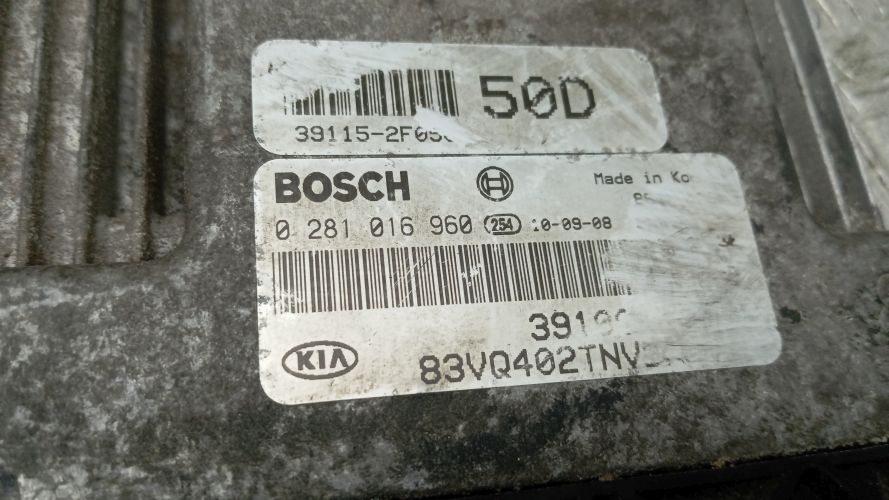 50D
39115-2F05
BOSCH
Made in Ko
0 281 016 960 254 10-09-08
3919
KIA
83VQ402TNV